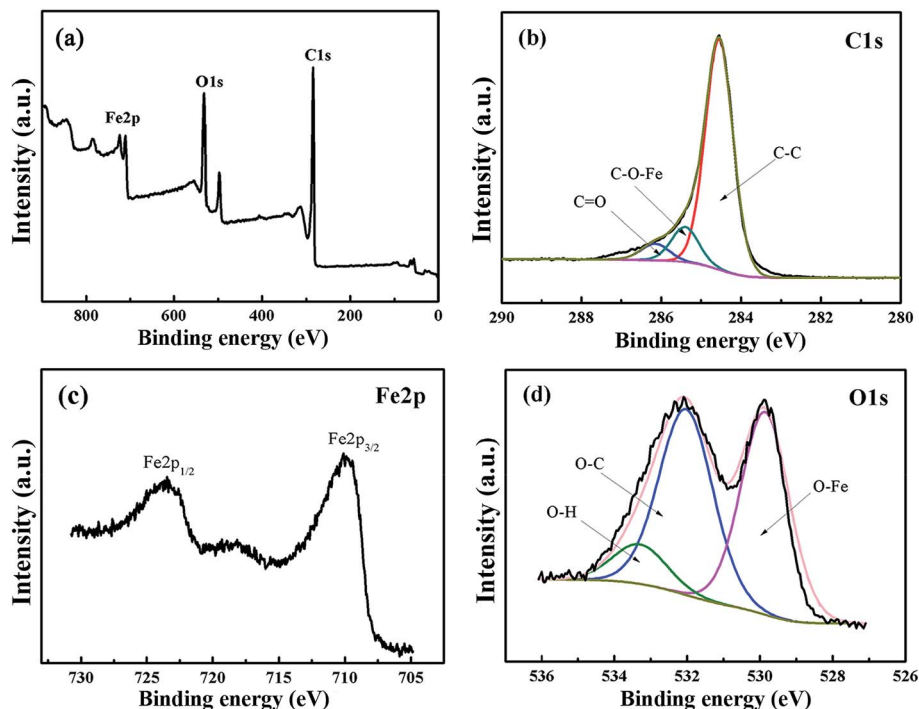 (a)
C1s
O1s
Fe2p
Intensity (a.u.)
800 600 400 200 0
Binding energy (eV)
(b)
C1s
C-C
C-O-Fe
C=O
Intensity (a.u.)
290 288 286 284 282 280
Binding energy (eV)
(c)
Fe2p
Fe2p3/2
Fe2p1/2
Intensity (a.u.)
730 725 720 715 710 705
Binding energy (eV)
(d)
O1s
O-C
O-Fe
O-H
Intensity (a.u.)
536 534 532 530 528 526
Binding energy (eV)